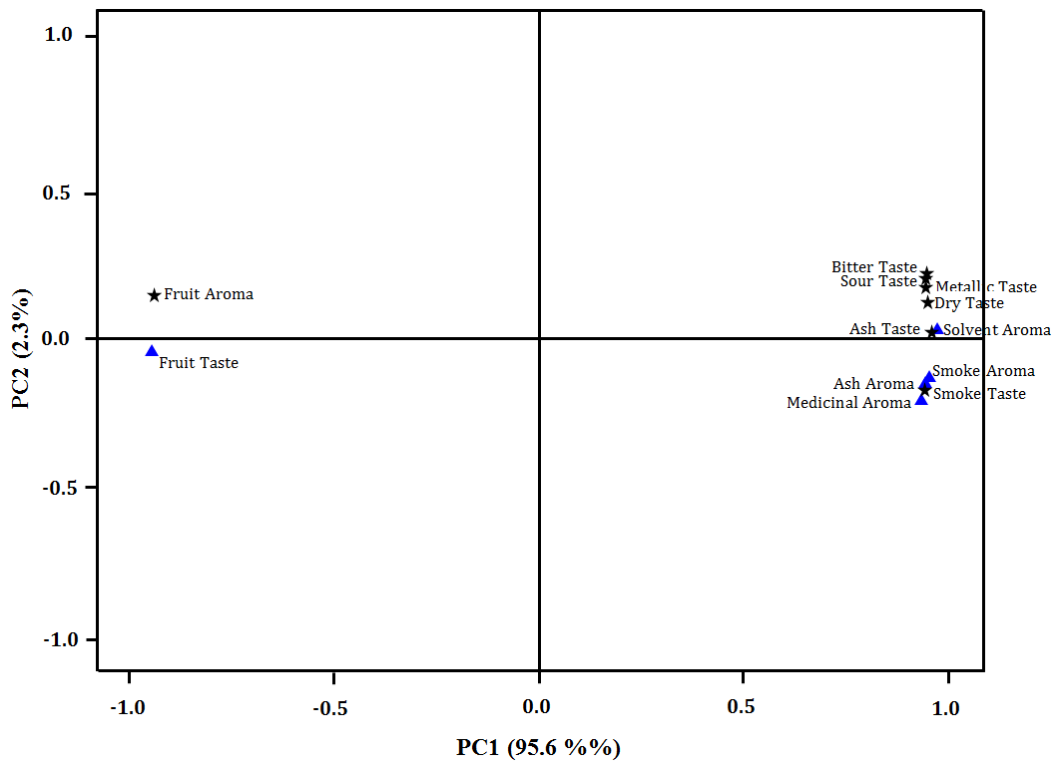 1.0
0.5
Bitter Taste
Sour Taste
Metallic Taste
Fruit Aroma
Dry Taste
Ash Taste
Solvent Aroma
0.0
Fruit Taste
Smoke Aroma
Ash Aroma
Smoke Taste
Medicinal Aroma
PC2 (2.3%)
-0.5
-1.0
-1.0 -0.5 0.0 0.5 1.0
PC1 (95.6 %%)